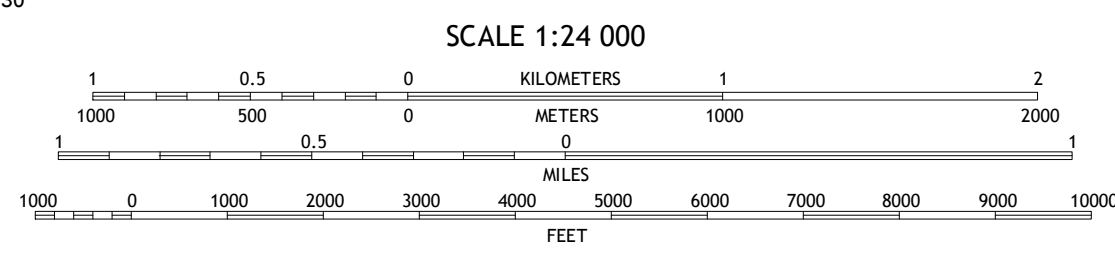 30
SCALE 1:24 000
1 0.5 0 KILOMETERS 1 2
1000 500 0 METERS 1000 2000
1 0.5 0 1
MILES
1000 0 1000 2000 3000 4000 5000 6000 7000 8000 9000 10000
FEET